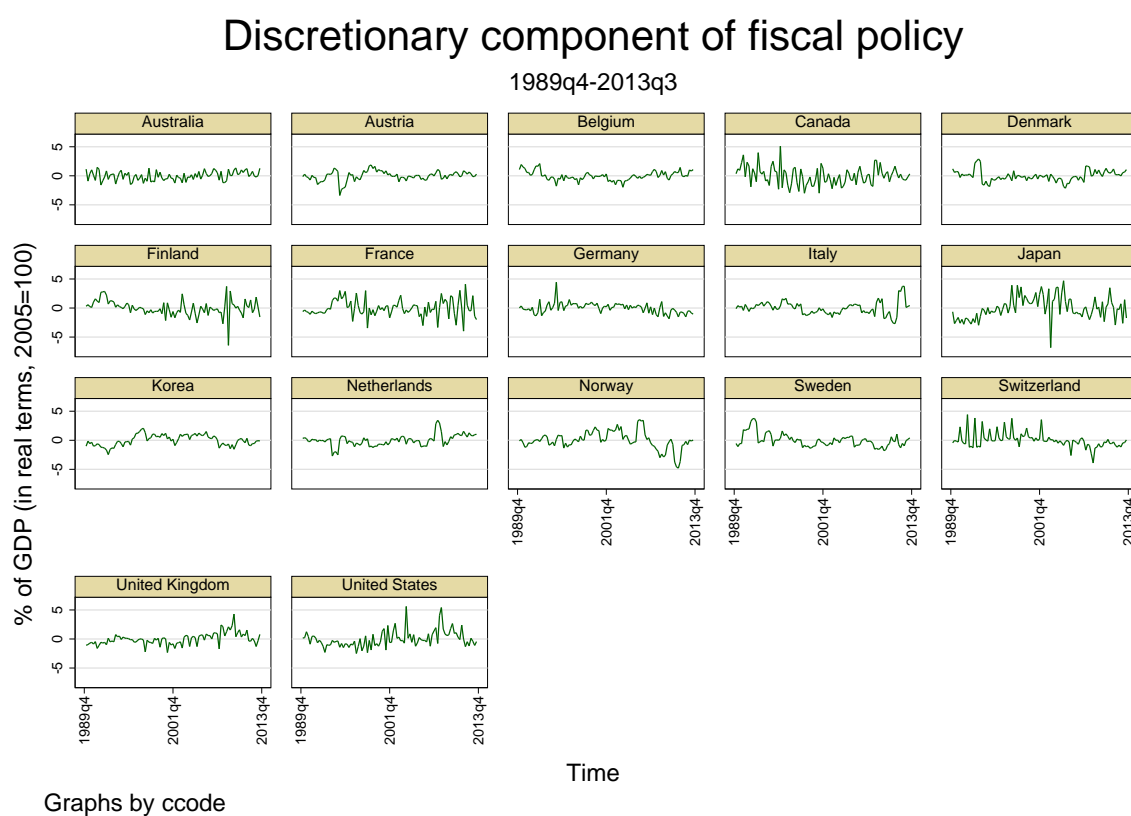 Discretionary component of fiscal policy
1989q4-2013q3
% of GDP (in real terms, 2005=100)
Australia
Austria
Belgium
Canada
Denmark
5
0
-5
Finland
France
Germany
Italy
Japan
5
0
-5
Korea
Netherlands
Norway
Sweden
Switzerland
5
0
-5
1989q4
2001q4
2013q4
1989q4
2001q4
2013q4
1989q4
2001q4
2013q4
United Kingdom
United States
5
0
-5
1989q4
2001q4
2013q4
1989q4
2001q4
2013q4
Time
Graphs by ccode